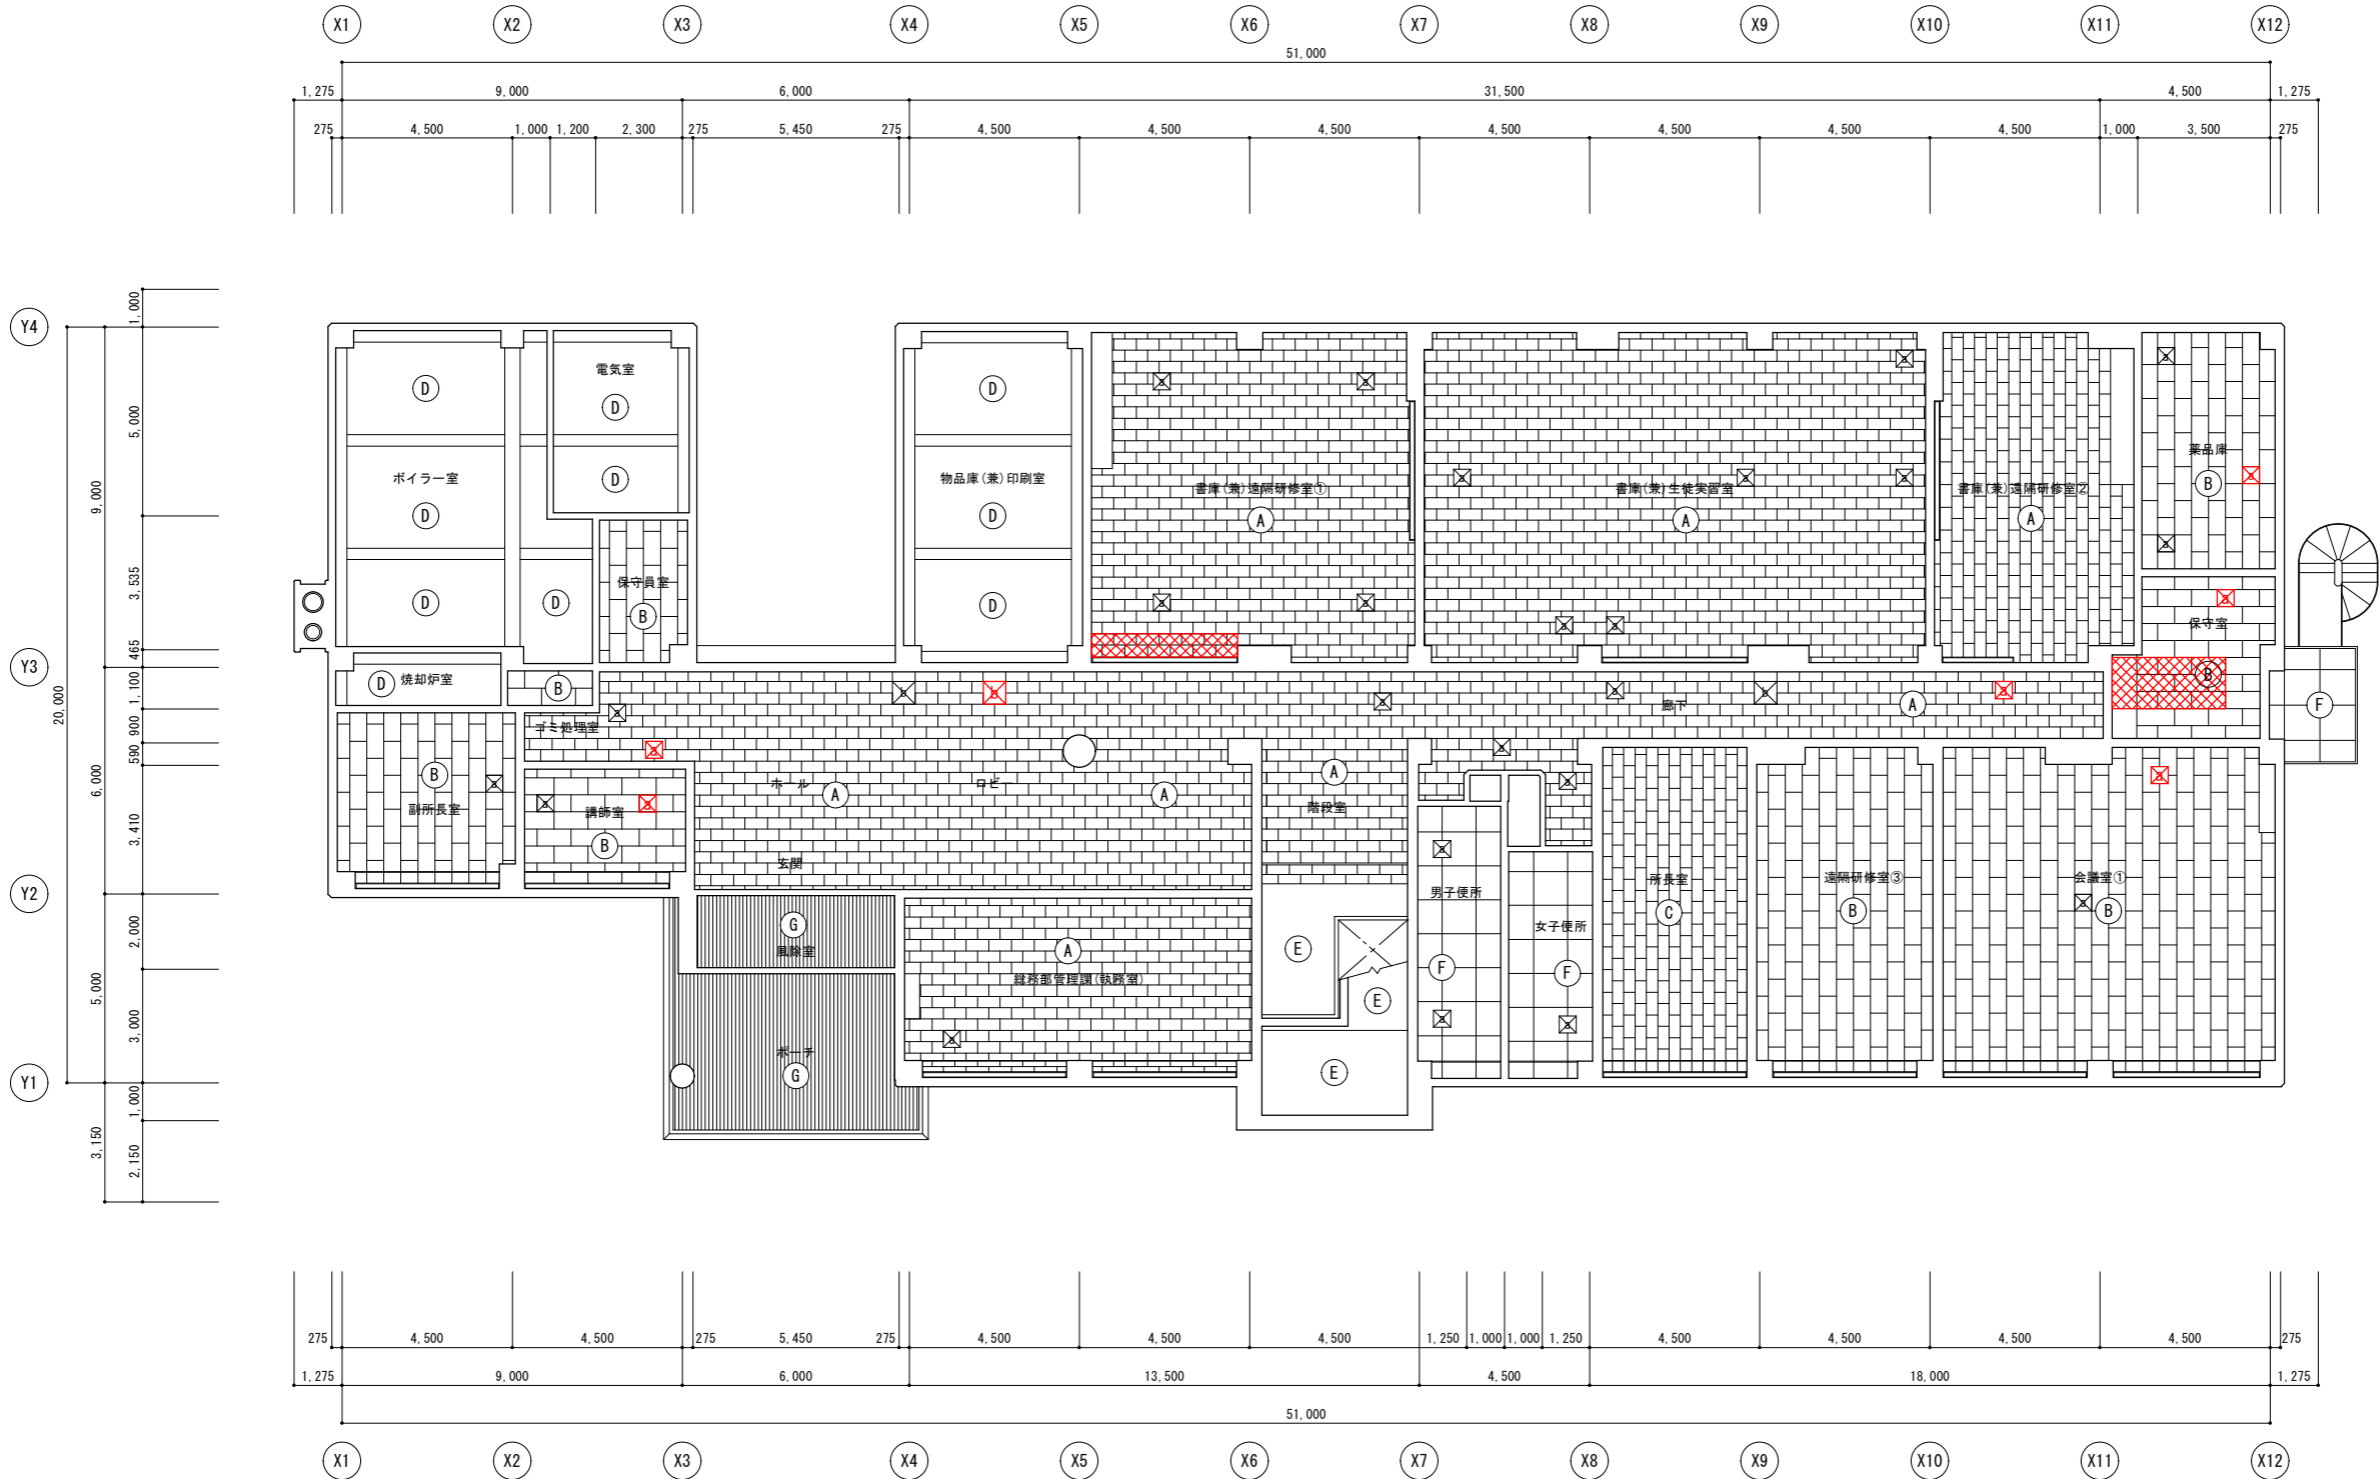 X1 X2 X3 X4 X5 X6 X7 X8 X9 X10 X11 X12
51,000
1,275 9,000 6,000 31,500 4,500 1,275
275 4,500 1,000 1,200 2,300 275 5,450 275 4,500 4,500 4,500 4,500 4,500 4,500 4,500 1,000 3,500 275
Y4
Y3
Y2
Y1
20,000
9,000
6,000
5,000
3,150
1,000
5,000
3,535
465
1,100
900
590
3,410
2,000
3,000
1,000
2,150
電気室
D
D
D
D
a
a
a
a
ボイラー室
D
物品庫(兼)印刷室
D
書庫(兼)遠隔研修室①
A
a
a
a
書庫(兼)生徒実習室
A
書庫(兼)遠隔研修室②
A
薬品庫
B
a
a
保守員室
B
D
D
D
a
a
a
a
a
保守室
B
焼却炉室
D
B
ゴミ処理室
a
a
b
b
a
a
廊下
b
A
a
F
副所長室
B
a
講師室
B
a
a
ホール
A
ロビー
A
玄関
階段室
A
a
a
a
男子便所
F
a
女子便所
F
a
所長室
C
遠隔研修室③
B
会議室①
B
a
a
風除室
G
ポーチ
G
総務部管理課(執務室)
A
a
E
E
E
275 4,500 4,500 275 5,450 275 4,500 4,500 4,500 1,250 1,000 1,000 1,250 4,500 4,500 4,500 4,500 275
1,275 9,000 6,000 13,500 4,500 18,000 1,275
51,000
X1 X2 X3 X4 X5 X6 X7 X8 X9 X10 X11 X12